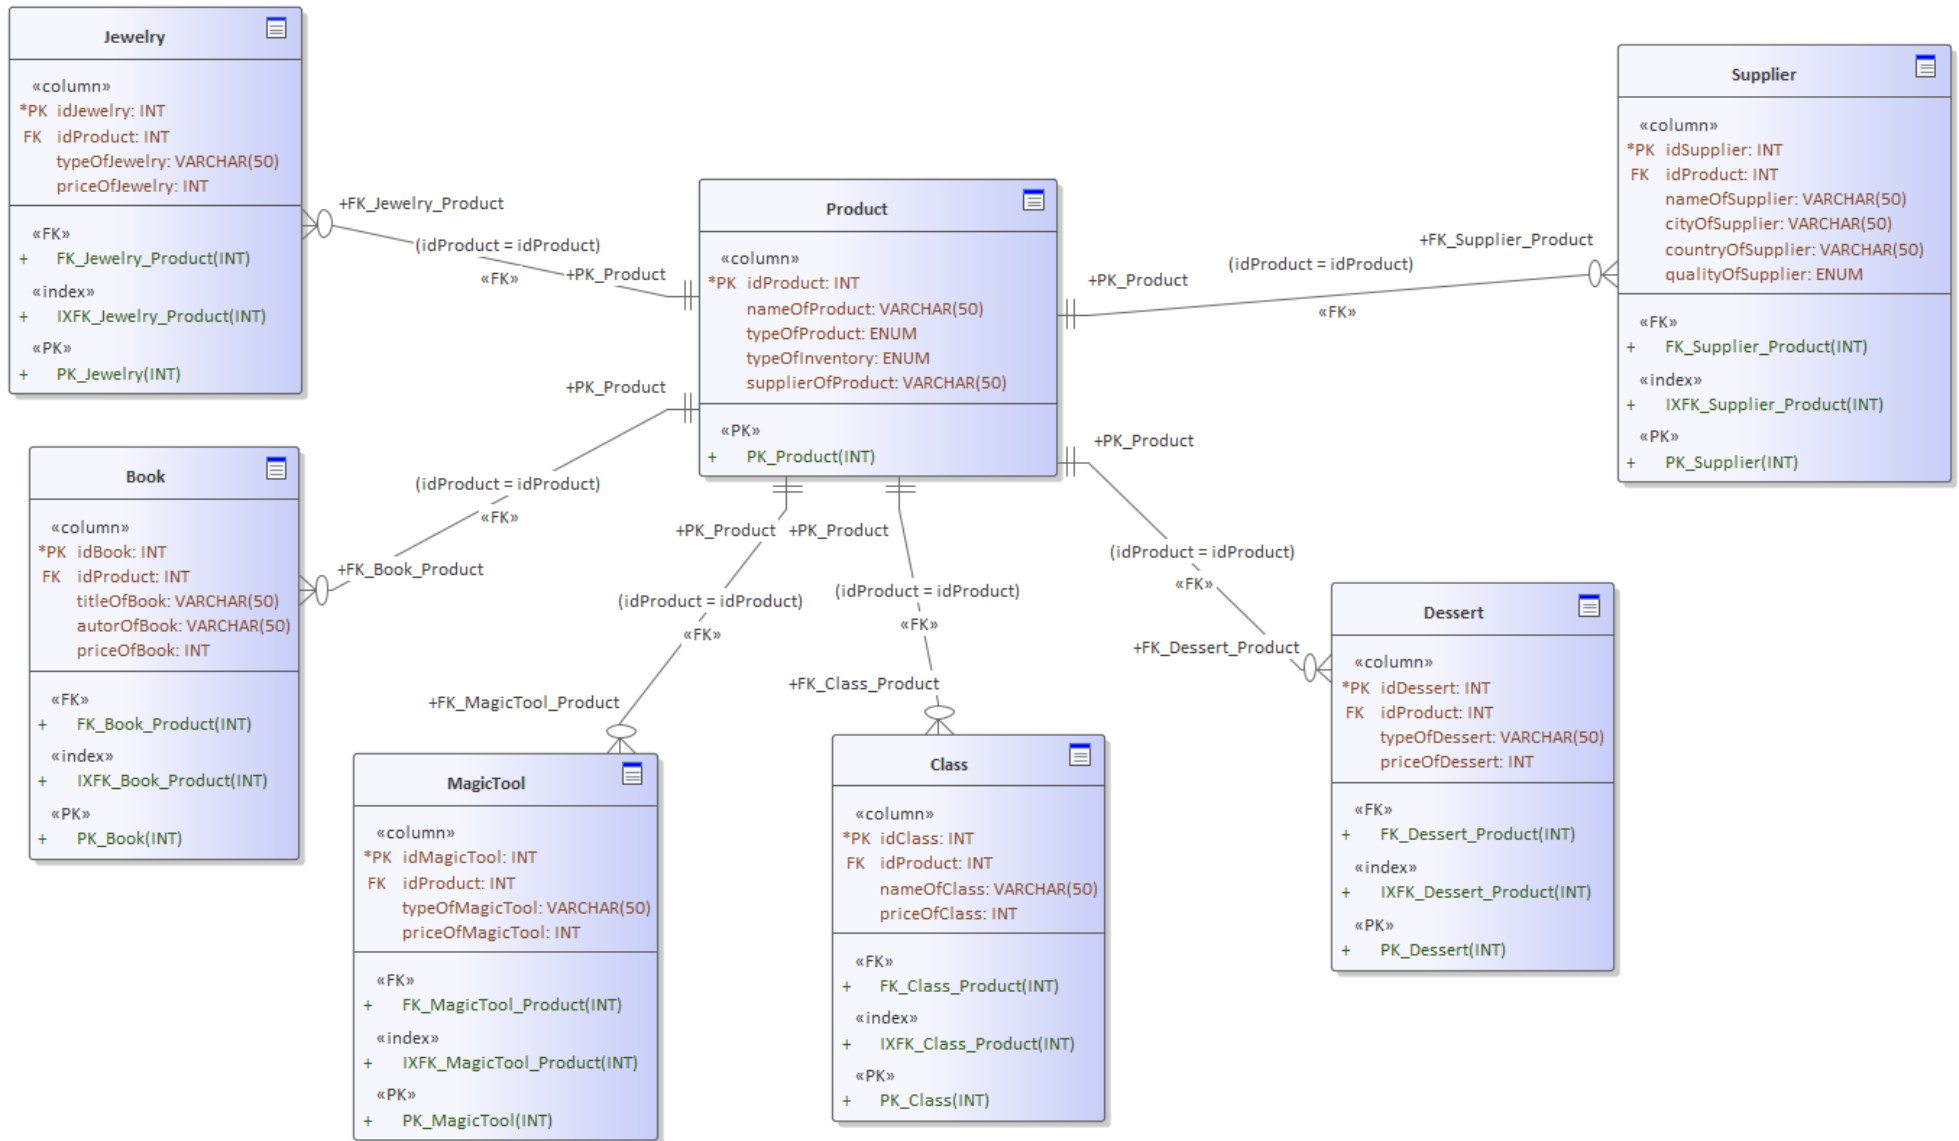 Jewelry
«column»
*PK idJewelry: INT
FK idProduct: INT
typeOfJewelry: VARCHAR(50)
priceOfJewelry: INT
«FK»
+ FK_Jewelry_Product(INT)
«index»
+ IXFK_Jewelry_Product(INT)
«PK»
+ PK_Jewelry(INT)
+FK_Jewelry_Product
(idProduct = idProduct)
«FK»
+PK_Product
Product
«column»
*PK idProduct: INT
nameOfProduct: VARCHAR(50)
typeOfProduct: ENUM
typeOfInventory: ENUM
supplierOfProduct: VARCHAR(50)
«PK»
+ PK_Product(INT)
+PK_Product
(idProduct = idProduct)
«FK»
+FK_Supplier_Product
Supplier
«column»
*PK idSupplier: INT
FK idProduct: INT
nameOfSupplier: VARCHAR(50)
cityOfSupplier: VARCHAR(50)
countryOfSupplier: VARCHAR(50)
qualityOfSupplier: ENUM
«FK»
+ FK_Supplier_Product(INT)
«index»
+ IXFK_Supplier_Product(INT)
«PK»
+ PK_Supplier(INT)
+PK_Product
(idProduct = idProduct)
«FK»
+FK_Book_Product
Book
«column»
*PK idBook: INT
FK idProduct: INT
titleOfBook: VARCHAR(50)
autorOfBook: VARCHAR(50)
priceOfBook: INT
«FK»
+ FK_Book_Product(INT)
«index»
+ IXFK_Book_Product(INT)
«PK»
+ PK_Book(INT)
+PK_Product
(idProduct = idProduct)
«FK»
+FK_MagicTool_Product
MagicTool
«column»
*PK idMagicTool: INT
FK idProduct: INT
typeOfMagicTool: VARCHAR(50)
priceOfMagicTool: INT
«FK»
+ FK_MagicTool_Product(INT)
«index»
+ IXFK_MagicTool_Product(INT)
«PK»
+ PK_MagicTool(INT)
+PK_Product
(idProduct = idProduct)
«FK»
+FK_Class_Product
Class
«column»
*PK idClass: INT
FK idProduct: INT
nameOfClass: VARCHAR(50)
priceOfClass: INT
«FK»
+ FK_Class_Product(INT)
«index»
+ IXFK_Class_Product(INT)
«PK»
+ PK_Class(INT)
+PK_Product
(idProduct = idProduct)
«FK»
+FK_Dessert_Product
Dessert
«column»
*PK idDessert: INT
FK idProduct: INT
typeOfDessert: VARCHAR(50)
priceOfDessert: INT
«FK»
+ FK_Dessert_Product(INT)
«index»
+ IXFK_Dessert_Product(INT)
«PK»
+ PK_Dessert(INT)